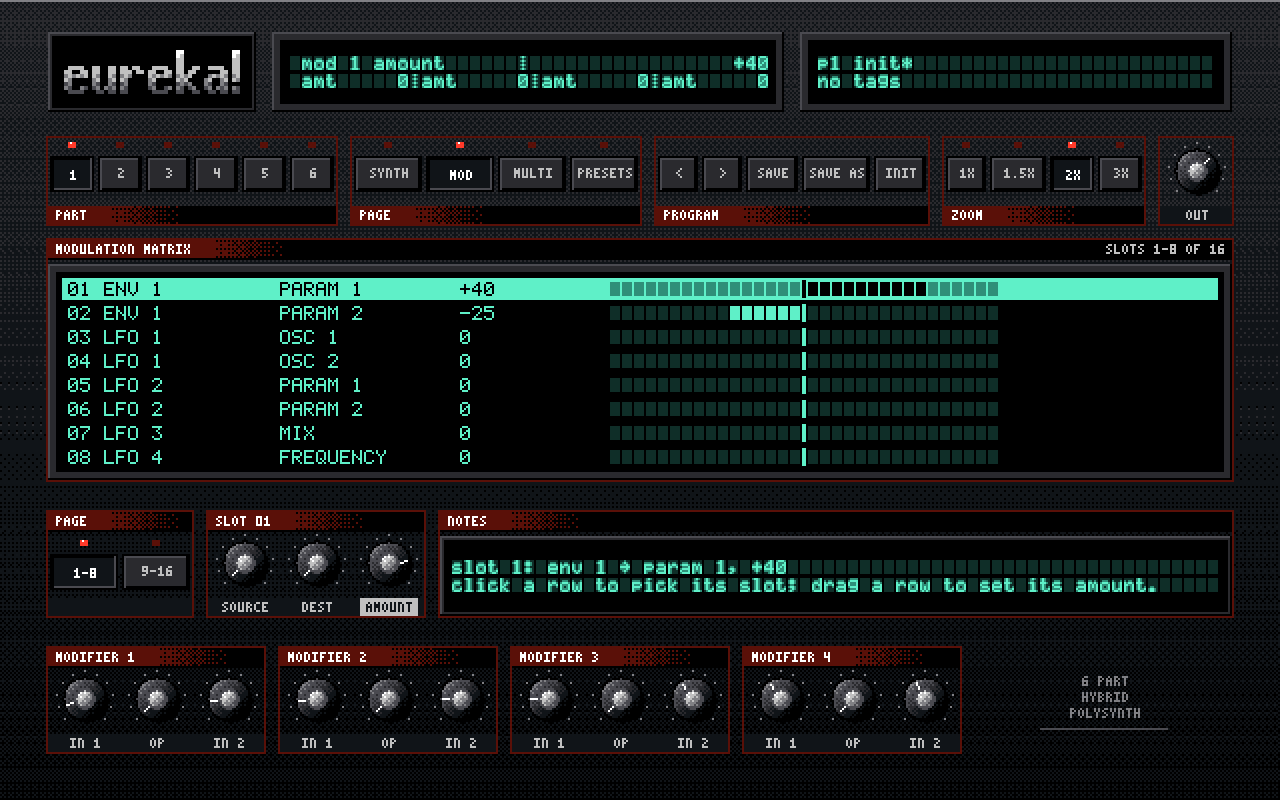 eureka!
mod 1 amount +40
amt 0 amt 0 amt 0
p1 init*
no tags
1 2 3 4 5 6
PART
SYNTH MOD MULTI PRESETS
PAGE
< > SAVE SAVE AS INIT
PROGRAM
1X 1.5X 2X 3X
ZOOM
OUT
MODULATION MATRIX SLOTS 1-8 OF 16
01 ENV 1 PARAM 1 +40
02 ENV 1 PARAM 2 -25
03 LFO 1 OSC 1 0
04 LFO 1 OSC 2 0
05 LFO 2 PARAM 1 0
06 LFO 2 PARAM 2 0
07 LFO 3 MIX 0
08 LFO 4 FREQUENCY 0
PAGE
1-8 9-16
SLOT 01
SOURCE DEST AMOUNT
NOTES
slot 1: env 1 → param 1, +40
click a row to pick its slot; drag a row to set its amount.
MODIFIER 1
IN 1 OP IN 2
MODIFIER 2
IN 1 OP IN 2
MODIFIER 3
IN 1 OP IN 2
MODIFIER 4
IN 1 OP IN 2
6 PART
HYBRID
POLYSYNTH